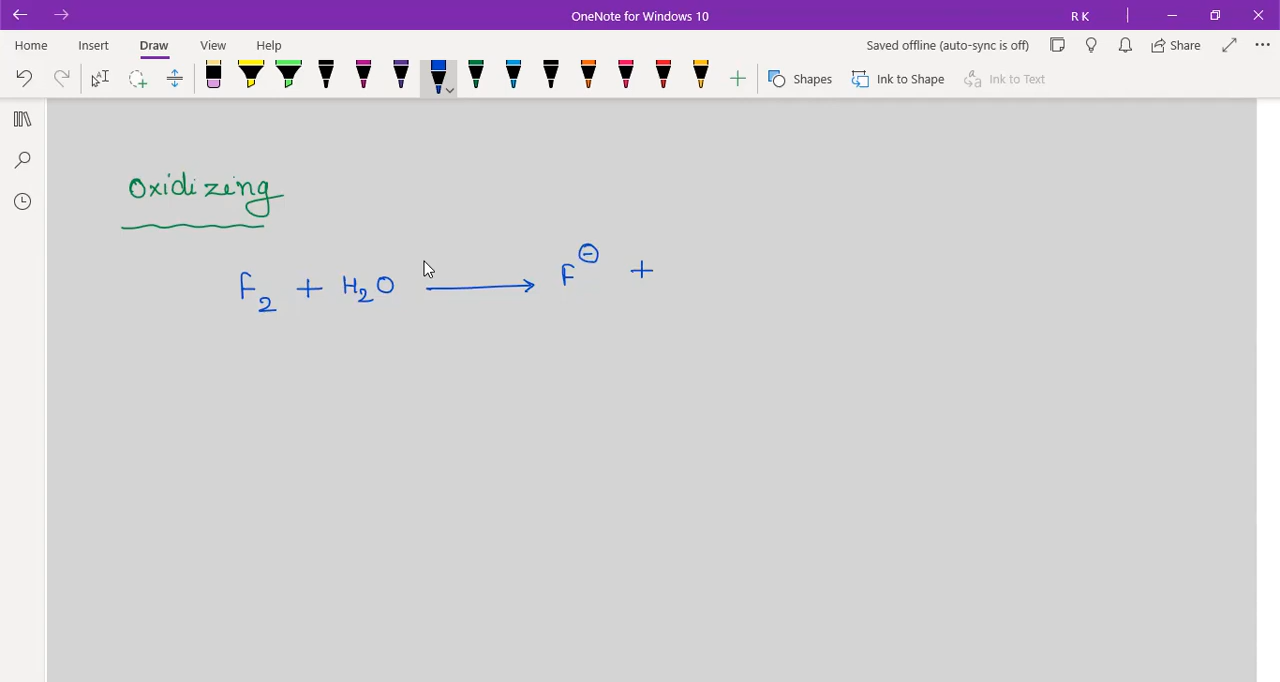 OneNote for Windows 10
R K
Home Insert Draw View Help
Saved offline (auto-sync is off)
Share
Shapes
Ink to Shape
Ink to Text
Oxidizing
F₂ + H₂O ⟶ F⊖ +